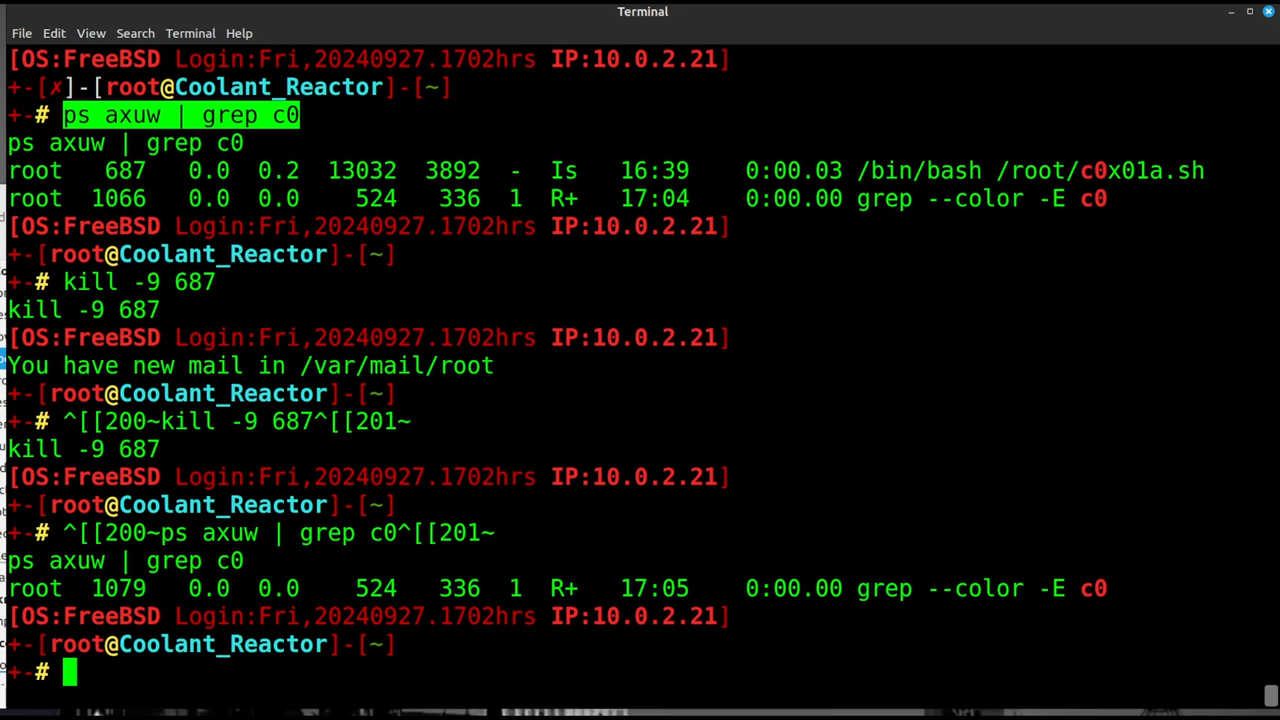 Terminal
File Edit View Search Terminal Help
[OS:FreeBSD Login:Fri,20240927.1702hrs IP:10.0.2.21]
+-[✗]-[root@Coolant_Reactor]-[~]
+-# ps axuw | grep c0
ps axuw | grep c0
root 687 0.0 0.2 13032 3892 - Is 16:39 0:00.03 /bin/bash /root/c0x01a.sh
root 1066 0.0 0.0 524 336 1 R+ 17:04 0:00.00 grep --color -E c0
[OS:FreeBSD Login:Fri,20240927.1702hrs IP:10.0.2.21]
+-[root@Coolant_Reactor]-[~]
+-# kill -9 687
kill -9 687
[OS:FreeBSD Login:Fri,20240927.1702hrs IP:10.0.2.21]
You have new mail in /var/mail/root
+-[root@Coolant_Reactor]-[~]
+-# ^[[200~kill -9 687^[[201~
kill -9 687
[OS:FreeBSD Login:Fri,20240927.1702hrs IP:10.0.2.21]
+-[root@Coolant_Reactor]-[~]
+-# ^[[200~ps axuw | grep c0^[[201~
ps axuw | grep c0
root 1079 0.0 0.0 524 336 1 R+ 17:05 0:00.00 grep --color -E c0
[OS:FreeBSD Login:Fri,20240927.1702hrs IP:10.0.2.21]
+-[root@Coolant_Reactor]-[~]
+-#